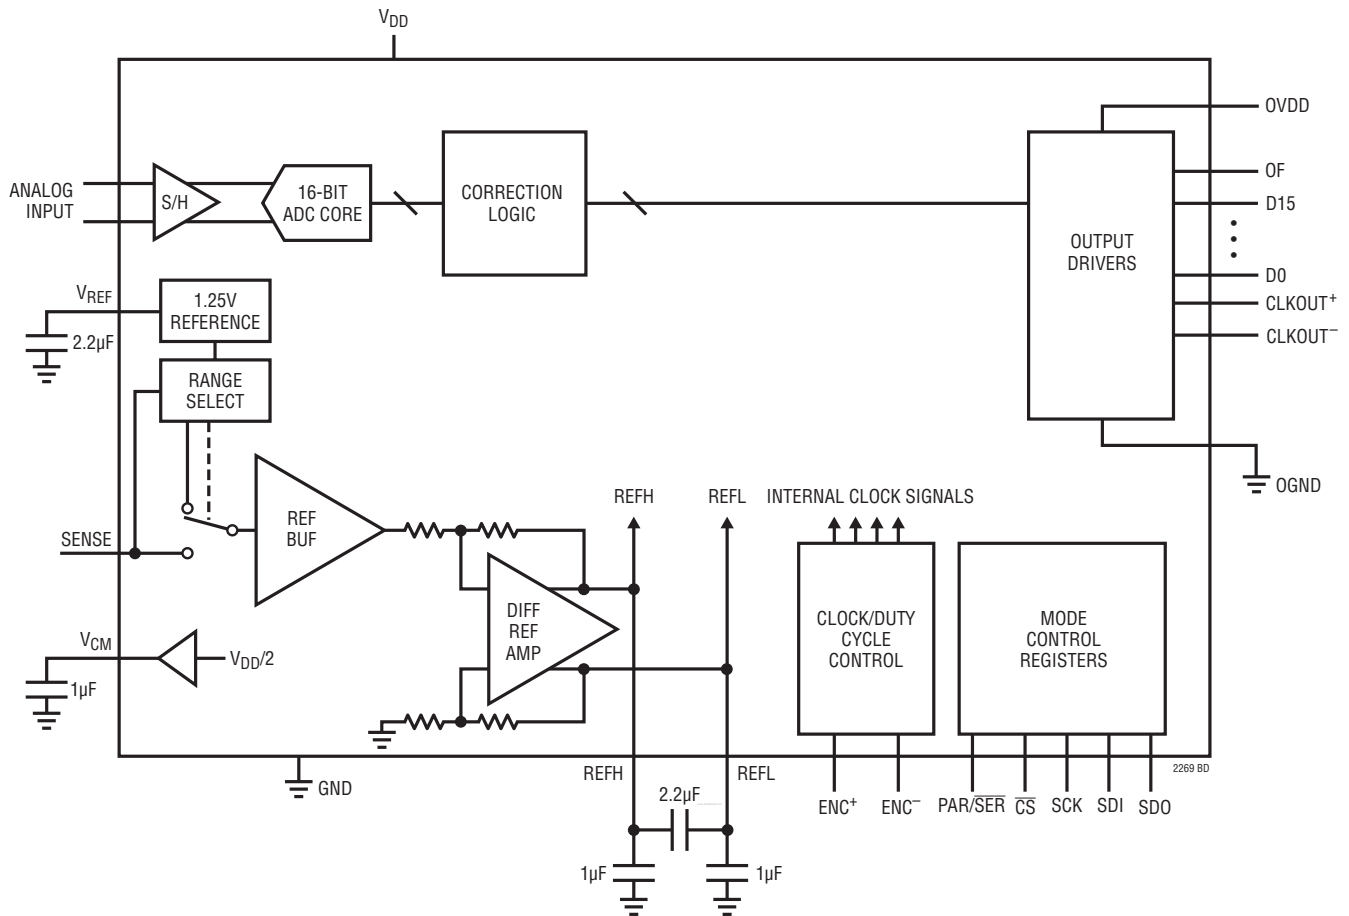 VDD
OVDD
OF
D15
D0
CLKOUT+
CLKOUT−
OGND
ANALOG
INPUT
S/H
16-BIT
ADC CORE
CORRECTION
LOGIC
OUTPUT
DRIVERS
VREF
2.2µF
1.25V
REFERENCE
RANGE
SELECT
SENSE
REF
BUF
REFH
REFL
INTERNAL CLOCK SIGNALS
DIFF
REF
AMP
CLOCK/DUTY
CYCLE
CONTROL
MODE
CONTROL
REGISTERS
VCM
VDD/2
1µF
GND
REFH
REFL
2269 BD
2.2µF
1µF
1µF
ENC+
ENC−
PAR/SER
CS
SCK
SDI
SDO